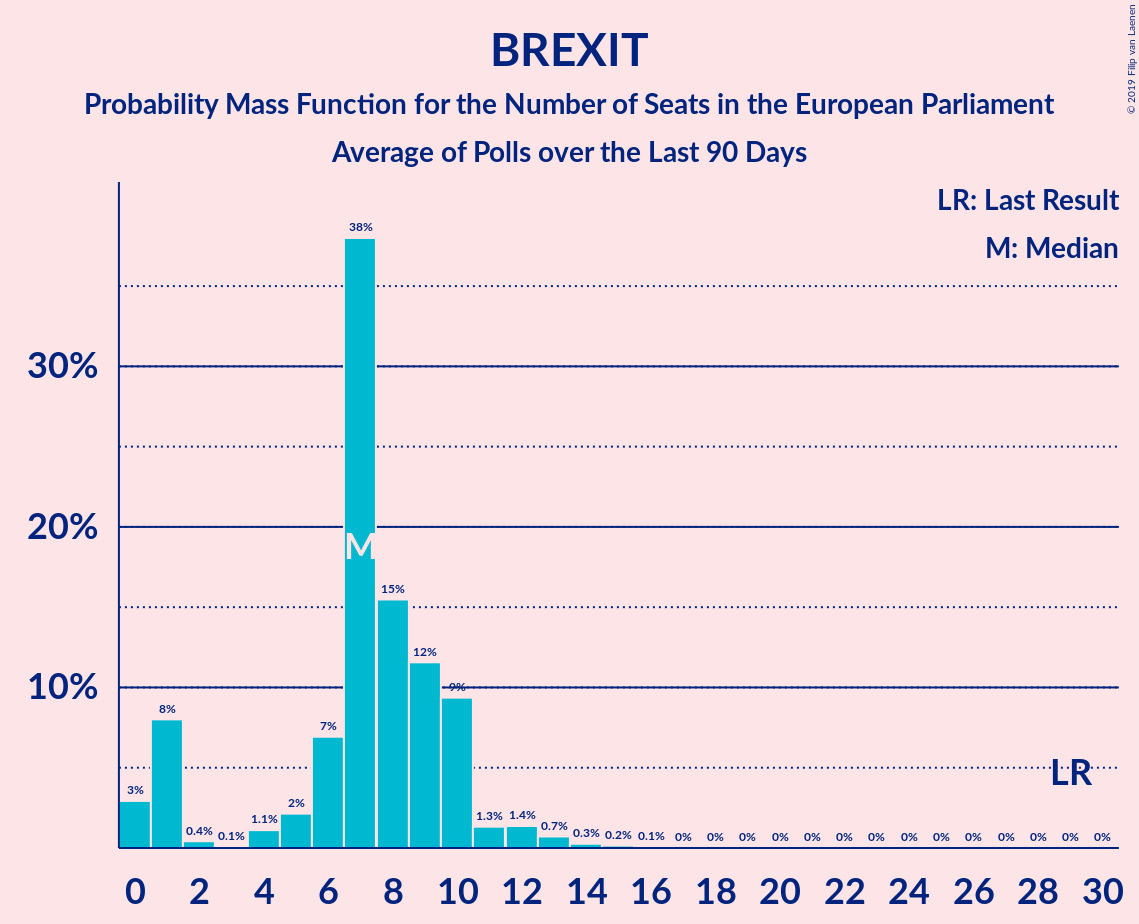 BREXIT
Probability Mass Function for the Number of Seats in the European Parliament
Average of Polls over the Last 90 Days
© 2019 Filip van Laenen
LR: Last Result
M: Median
38%
30%
20%
M
15%
12%
10%
9%
8%
7%
LR
3%
0.4%
0.1%
1.1%
2%
1.3%
1.4%
0.7%
0.3%
0.2%
0.1%
0% 0% 0% 0% 0% 0% 0% 0% 0% 0% 0% 0% 0% 0%
0 2 4 6 8 10 12 14 16 18 20 22 24 26 28 30